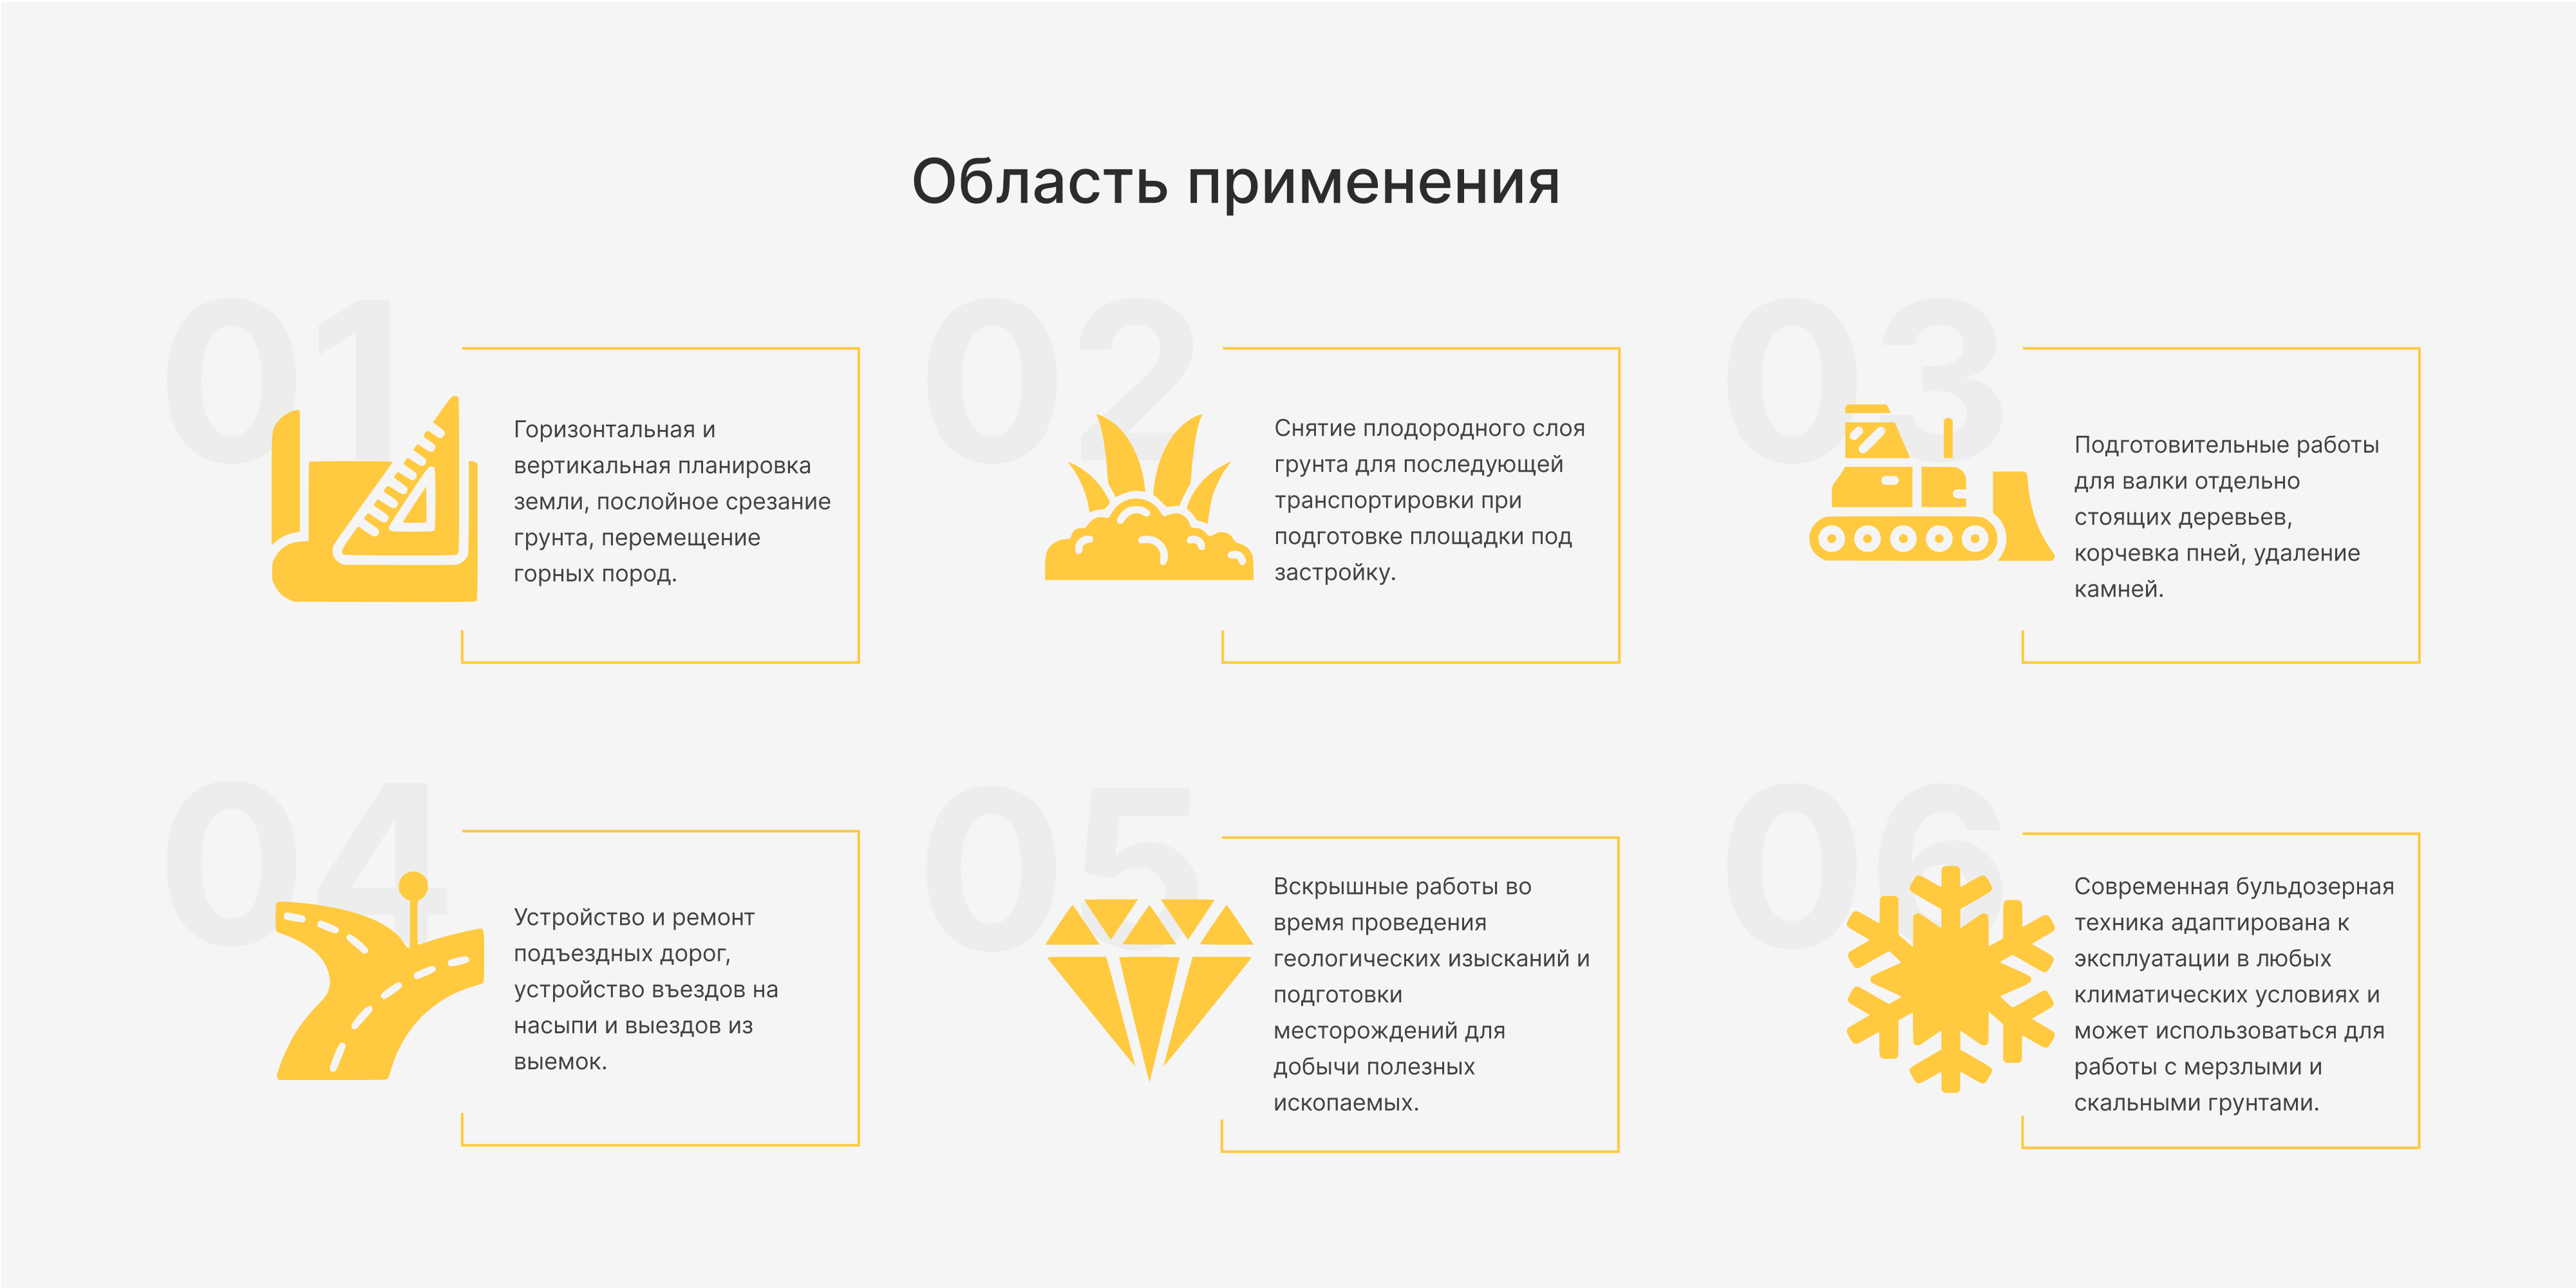 Область применения
01
Горизонтальная и
вертикальная планировка
земли, послойное срезание
грунта, перемещение
горных пород.
02
Снятие плодородного слоя
грунта для последующей
транспортировки при
подготовке площадки под
застройку.
03
Подготовительные работы
для валки отдельно
стоящих деревьев,
корчевка пней, удаление
камней.
04
Устройство и ремонт
подъездных дорог,
устройство въездов на
насыпи и выездов из
выемок.
05
Вскрышные работы во
время проведения
геологических изысканий и
подготовки
месторождений для
добычи полезных
ископаемых.
06
Современная бульдозерная
техника адаптирована к
эксплуатации в любых
климатических условиях и
может использоваться для
работы с мерзлыми и
скальными грунтами.